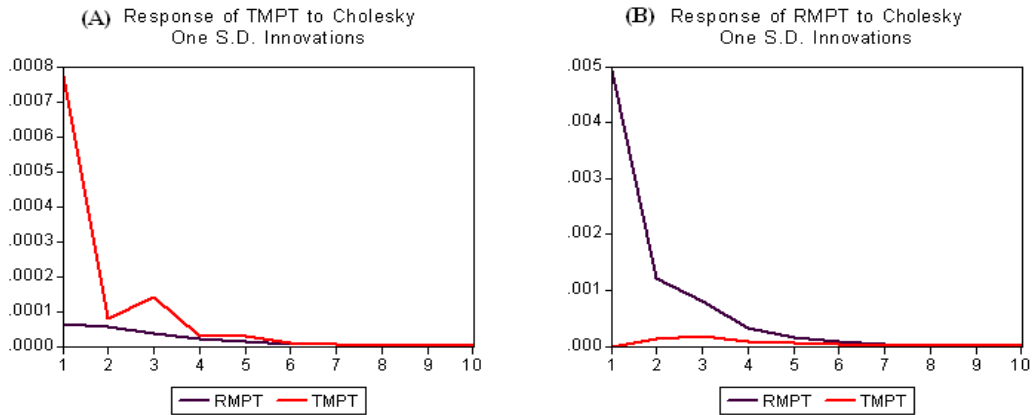 (A) Response of TMPT to Cholesky
One S.D. Innovations
.0008
.0007
.0006
.0005
.0004
.0003
.0002
.0001
.0000
1 2 3 4 5 6 7 8 9 10
RMPT TMPT
(B) Response of RMPT to Cholesky
One S.D. Innovations
.005
.004
.003
.002
.001
.000
1 2 3 4 5 6 7 8 9 10
RMPT TMPT